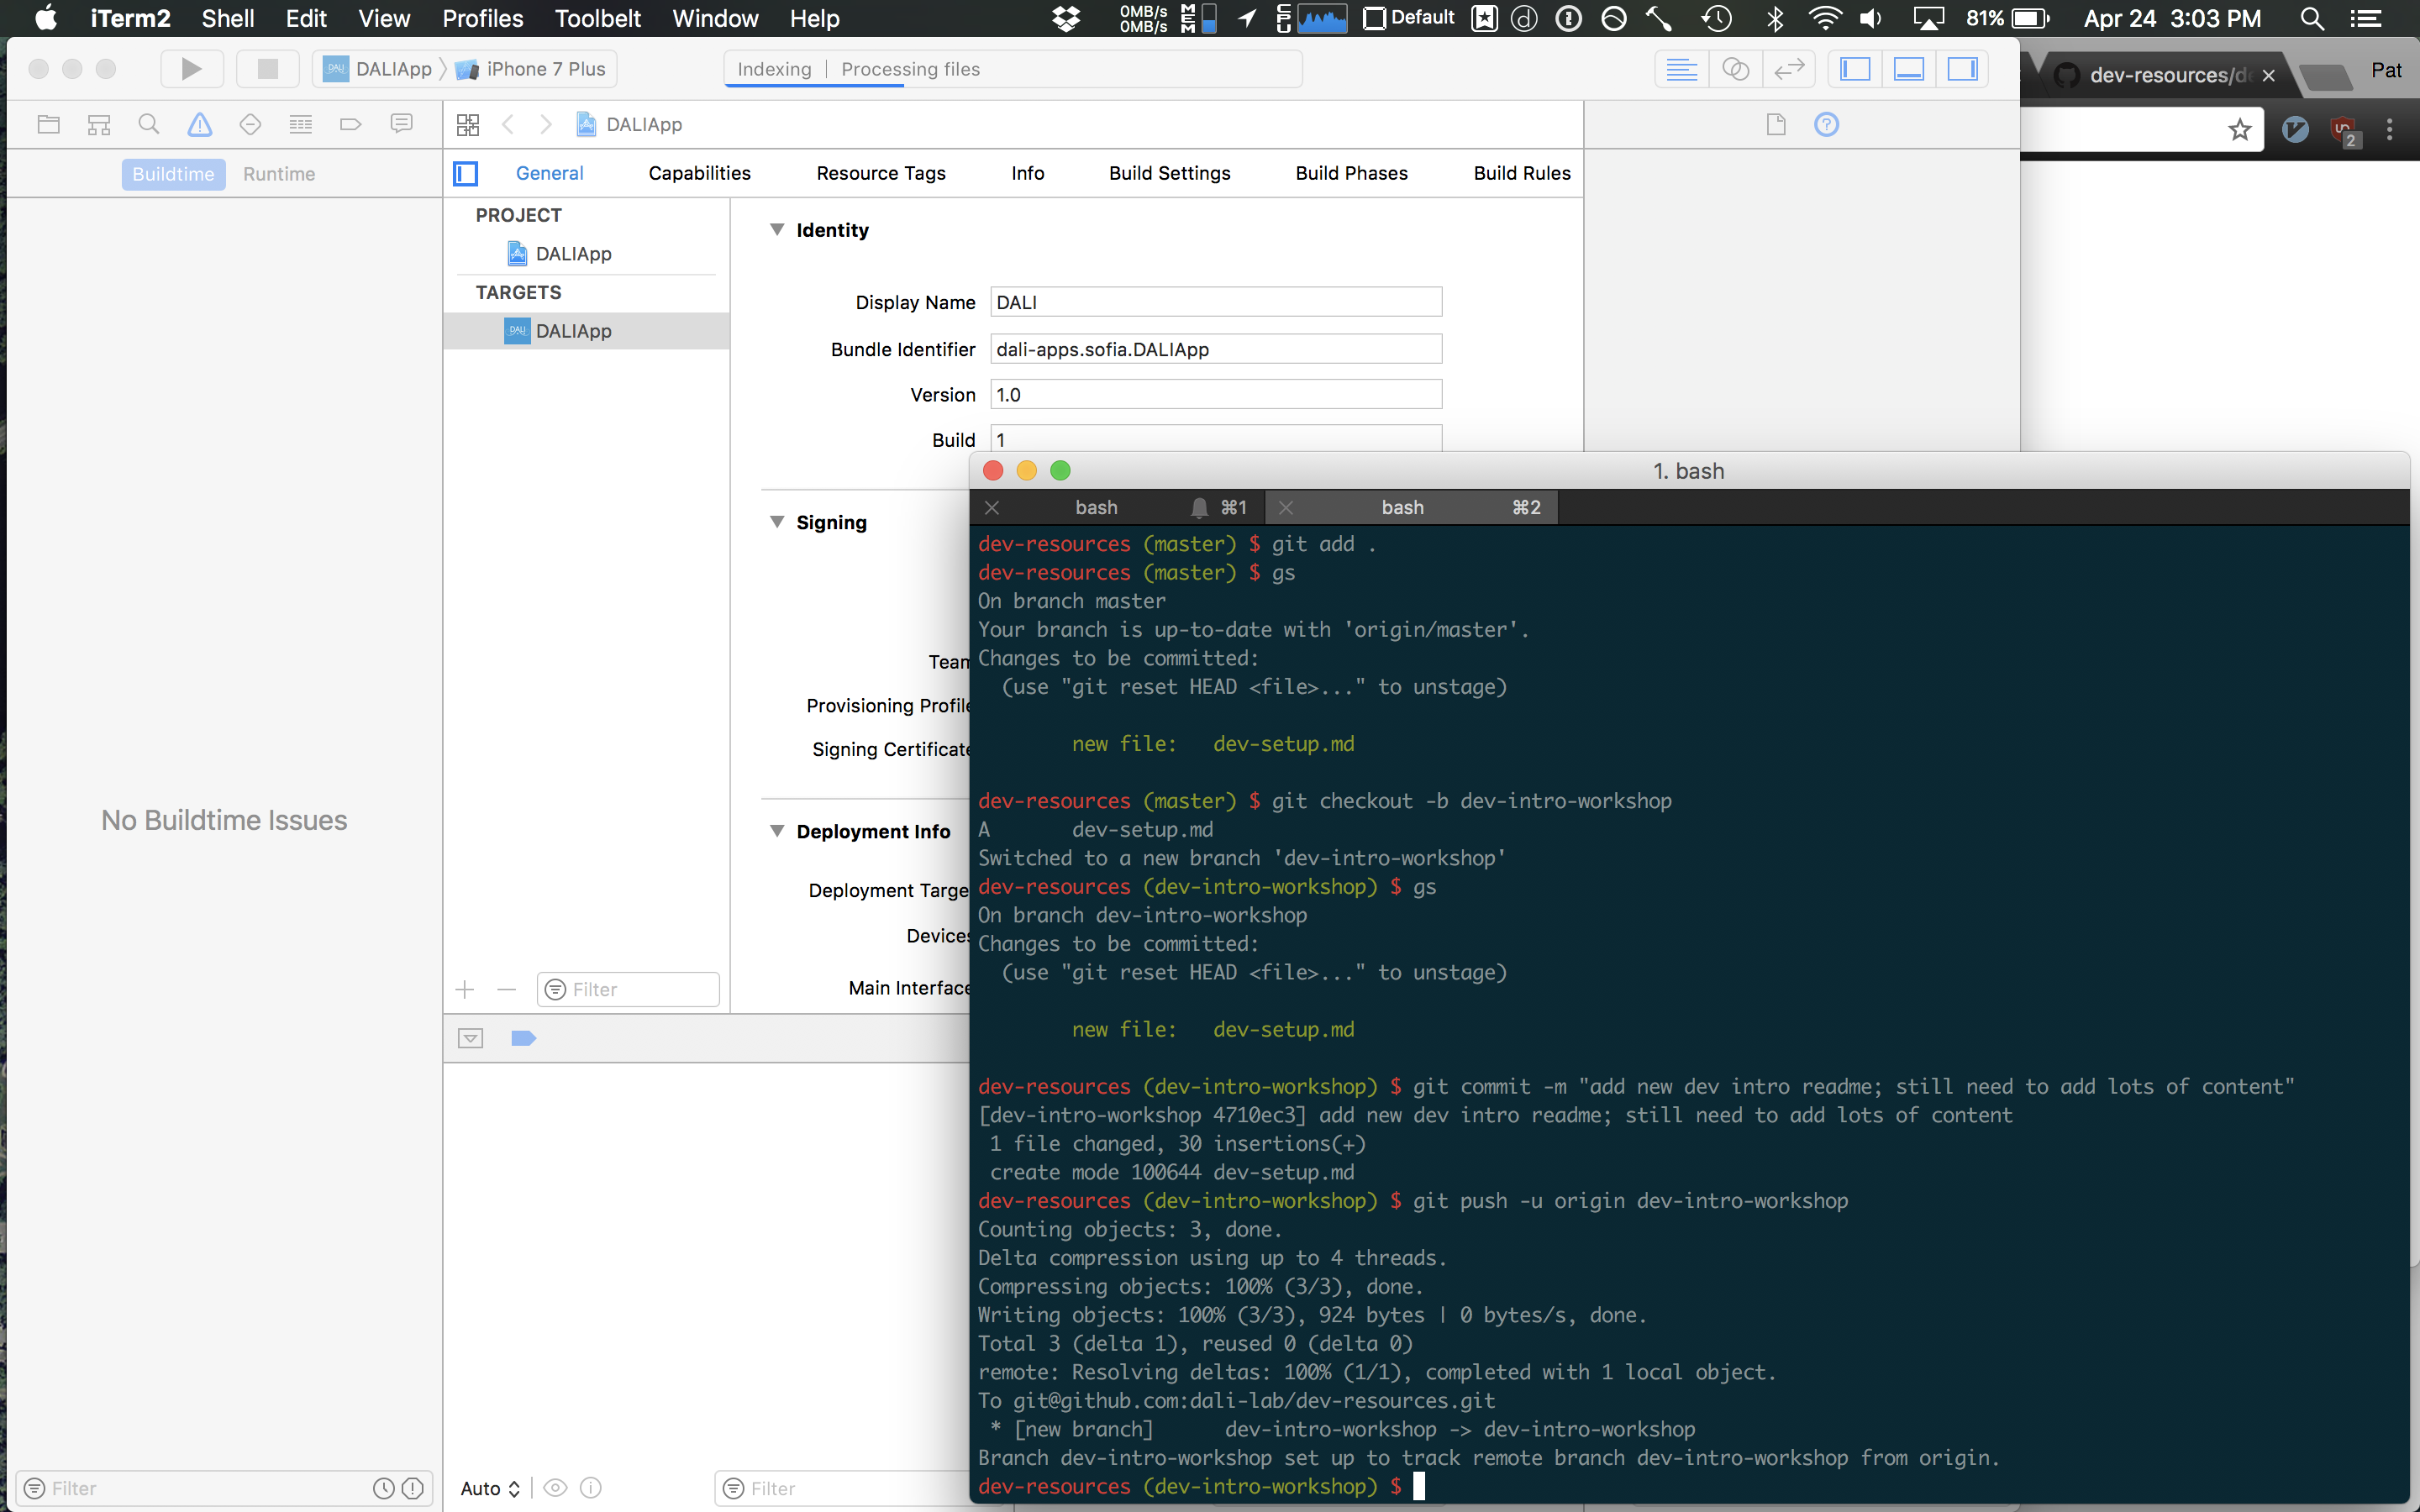 iTerm2 Shell Edit View Profiles Toolbelt Window Help 0MB/s 0MB/s MEM CPU Default 81% Apr 24 3:03 PM
DALIApp iPhone 7 Plus Indexing | Processing files
dev-resources/de Pat
DALIApp
2
Buildtime Runtime
General Capabilities Resource Tags Info Build Settings Build Phases Build Rules
PROJECT
DALIApp
TARGETS
DALIApp
Identity
Display Name DALI
Bundle Identifier dali-apps.sofia.DALIApp
Version 1.0
Build 1
Signing
Team
Provisioning Profile
Signing Certificate
Deployment Info
Deployment Targe
Devices
Main Interface
No Buildtime Issues
Filter
Filter
Auto
Filter
1. bash
bash ⌘1 bash ⌘2
dev-resources (master) $ git add .
dev-resources (master) $ gs
On branch master
Your branch is up-to-date with 'origin/master'.
Changes to be committed:
(use "git reset HEAD <file>..." to unstage)
new file: dev-setup.md
dev-resources (master) $ git checkout -b dev-intro-workshop
A dev-setup.md
Switched to a new branch 'dev-intro-workshop'
dev-resources (dev-intro-workshop) $ gs
On branch dev-intro-workshop
Changes to be committed:
(use "git reset HEAD <file>..." to unstage)
new file: dev-setup.md
dev-resources (dev-intro-workshop) $ git commit -m "add new dev intro readme; still need to add lots of content"
[dev-intro-workshop 4710ec3] add new dev intro readme; still need to add lots of content
1 file changed, 30 insertions(+)
create mode 100644 dev-setup.md
dev-resources (dev-intro-workshop) $ git push -u origin dev-intro-workshop
Counting objects: 3, done.
Delta compression using up to 4 threads.
Compressing objects: 100% (3/3), done.
Writing objects: 100% (3/3), 924 bytes | 0 bytes/s, done.
Total 3 (delta 1), reused 0 (delta 0)
remote: Resolving deltas: 100% (1/1), completed with 1 local object.
To git@github.com:dali-lab/dev-resources.git
* [new branch] dev-intro-workshop -> dev-intro-workshop
Branch dev-intro-workshop set up to track remote branch dev-intro-workshop from origin.
dev-resources (dev-intro-workshop) $